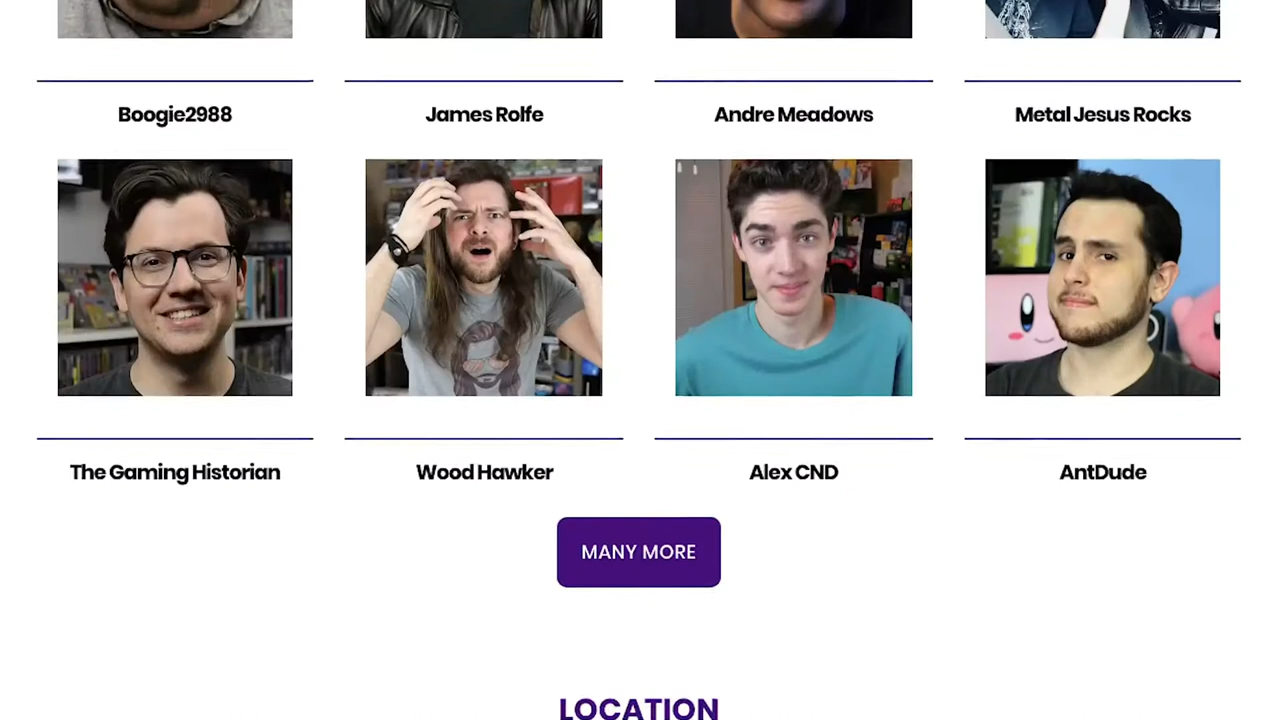 Boogie2988
James Rolfe
Andre Meadows
Metal Jesus Rocks
The Gaming Historian
Wood Hawker
Alex CND
AntDude
MANY MORE
LOCATION